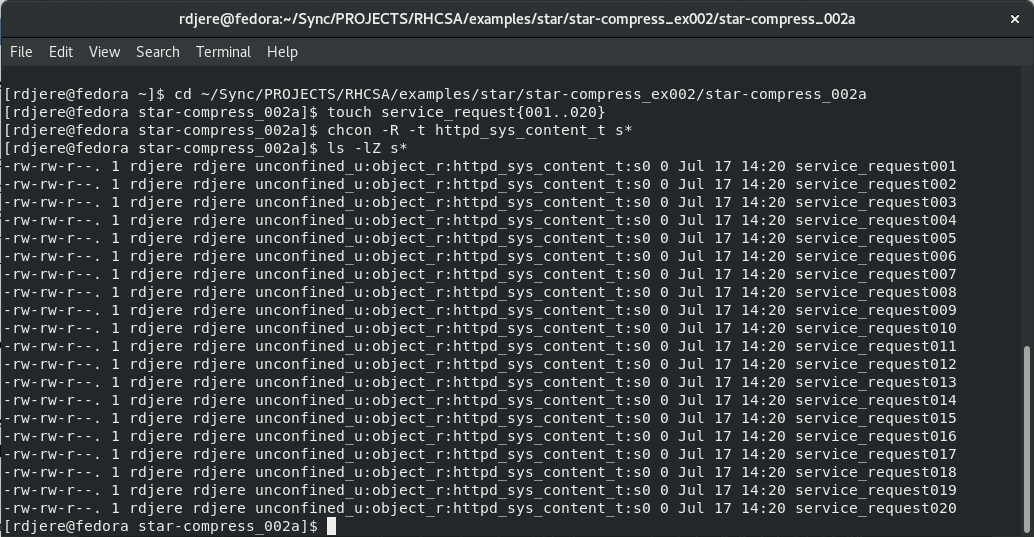 rdjere@fedora:~/Sync/PROJECTS/RHCSA/examples/star/star-compress_ex002/star-compress_002a
File Edit View Search Terminal Help
[rdjere@fedora ~]$ cd ~/Sync/PROJECTS/RHCSA/examples/star/star-compress_ex002/star-compress_002a
[rdjere@fedora star-compress_002a]$ touch service_request{001..020}
[rdjere@fedora star-compress_002a]$ chcon -R -t httpd_sys_content_t s*
[rdjere@fedora star-compress_002a]$ ls -lZ s*
-rw-rw-r--. 1 rdjere rdjere unconfined_u:object_r:httpd_sys_content_t:s0 0 Jul 17 14:20 service_request001
-rw-rw-r--. 1 rdjere rdjere unconfined_u:object_r:httpd_sys_content_t:s0 0 Jul 17 14:20 service_request002
-rw-rw-r--. 1 rdjere rdjere unconfined_u:object_r:httpd_sys_content_t:s0 0 Jul 17 14:20 service_request003
-rw-rw-r--. 1 rdjere rdjere unconfined_u:object_r:httpd_sys_content_t:s0 0 Jul 17 14:20 service_request004
-rw-rw-r--. 1 rdjere rdjere unconfined_u:object_r:httpd_sys_content_t:s0 0 Jul 17 14:20 service_request005
-rw-rw-r--. 1 rdjere rdjere unconfined_u:object_r:httpd_sys_content_t:s0 0 Jul 17 14:20 service_request006
-rw-rw-r--. 1 rdjere rdjere unconfined_u:object_r:httpd_sys_content_t:s0 0 Jul 17 14:20 service_request007
-rw-rw-r--. 1 rdjere rdjere unconfined_u:object_r:httpd_sys_content_t:s0 0 Jul 17 14:20 service_request008
-rw-rw-r--. 1 rdjere rdjere unconfined_u:object_r:httpd_sys_content_t:s0 0 Jul 17 14:20 service_request009
-rw-rw-r--. 1 rdjere rdjere unconfined_u:object_r:httpd_sys_content_t:s0 0 Jul 17 14:20 service_request010
-rw-rw-r--. 1 rdjere rdjere unconfined_u:object_r:httpd_sys_content_t:s0 0 Jul 17 14:20 service_request011
-rw-rw-r--. 1 rdjere rdjere unconfined_u:object_r:httpd_sys_content_t:s0 0 Jul 17 14:20 service_request012
-rw-rw-r--. 1 rdjere rdjere unconfined_u:object_r:httpd_sys_content_t:s0 0 Jul 17 14:20 service_request013
-rw-rw-r--. 1 rdjere rdjere unconfined_u:object_r:httpd_sys_content_t:s0 0 Jul 17 14:20 service_request014
-rw-rw-r--. 1 rdjere rdjere unconfined_u:object_r:httpd_sys_content_t:s0 0 Jul 17 14:20 service_request015
-rw-rw-r--. 1 rdjere rdjere unconfined_u:object_r:httpd_sys_content_t:s0 0 Jul 17 14:20 service_request016
-rw-rw-r--. 1 rdjere rdjere unconfined_u:object_r:httpd_sys_content_t:s0 0 Jul 17 14:20 service_request017
-rw-rw-r--. 1 rdjere rdjere unconfined_u:object_r:httpd_sys_content_t:s0 0 Jul 17 14:20 service_request018
-rw-rw-r--. 1 rdjere rdjere unconfined_u:object_r:httpd_sys_content_t:s0 0 Jul 17 14:20 service_request019
-rw-rw-r--. 1 rdjere rdjere unconfined_u:object_r:httpd_sys_content_t:s0 0 Jul 17 14:20 service_request020
[rdjere@fedora star-compress_002a]$